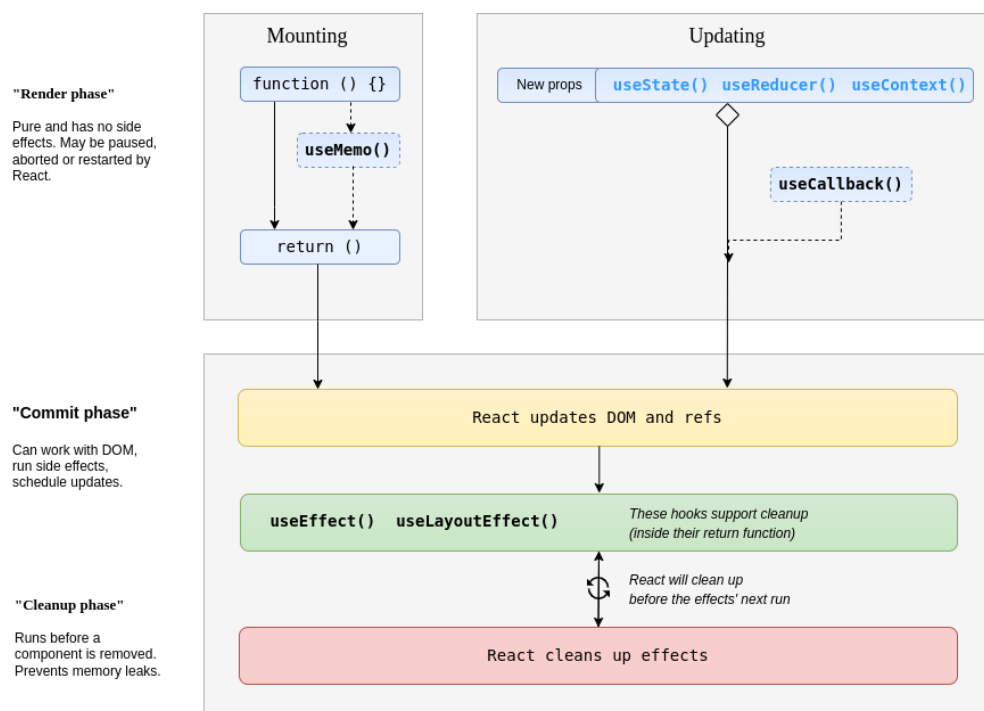 Mounting
Updating
function () {}
New props
useState() useReducer() useContext()
"Render phase"
Pure and has no side
effects. May be paused,
aborted or restarted by
React.
useMemo()
useCallback()
return ()
"Commit phase"
Can work with DOM,
run side effects,
schedule updates.
React updates DOM and refs
useEffect() useLayoutEffect()
These hooks support cleanup
(inside their return function)
React will clean up
before the effects' next run
"Cleanup phase"
Runs before a
component is removed.
Prevents memory leaks.
React cleans up effects